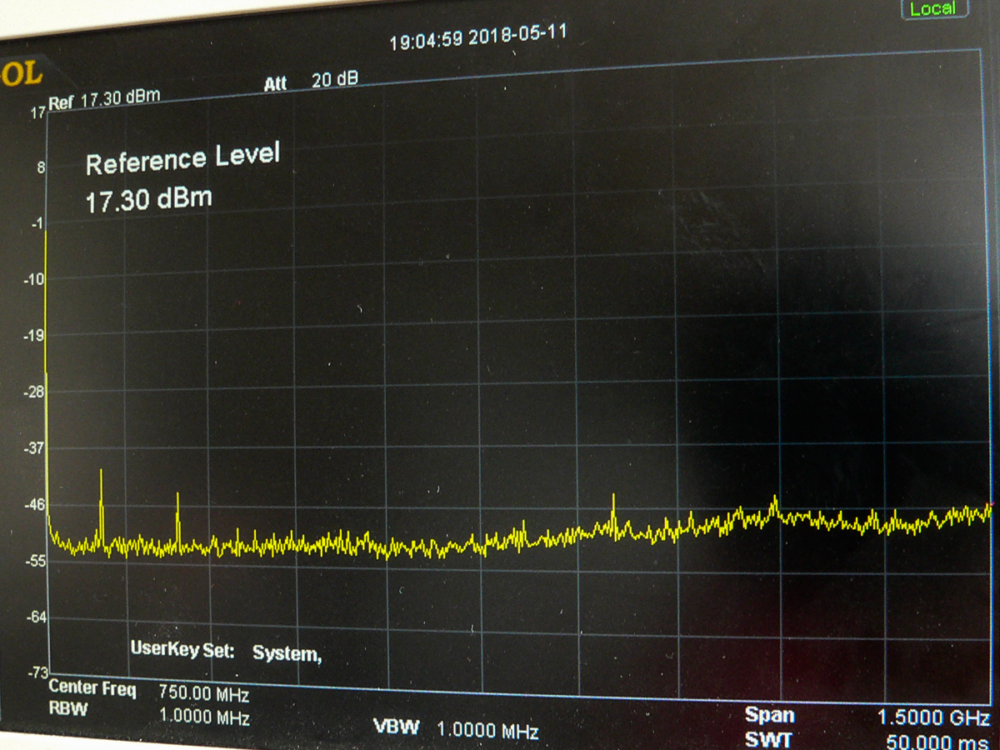 Local
19:04:59 2018-05-11
OL
Ref 17.30 dBm Att 20 dB
17
Reference Level
8
17.30 dBm
-1
-10
-19
-28
-37
-46
-55
-64
UserKey Set: System,
-73
Center Freq 750.00 MHz
RBW 1.0000 MHz
VBW 1.0000 MHz
Span 1.5000 GHz
SWT 50.000 ms